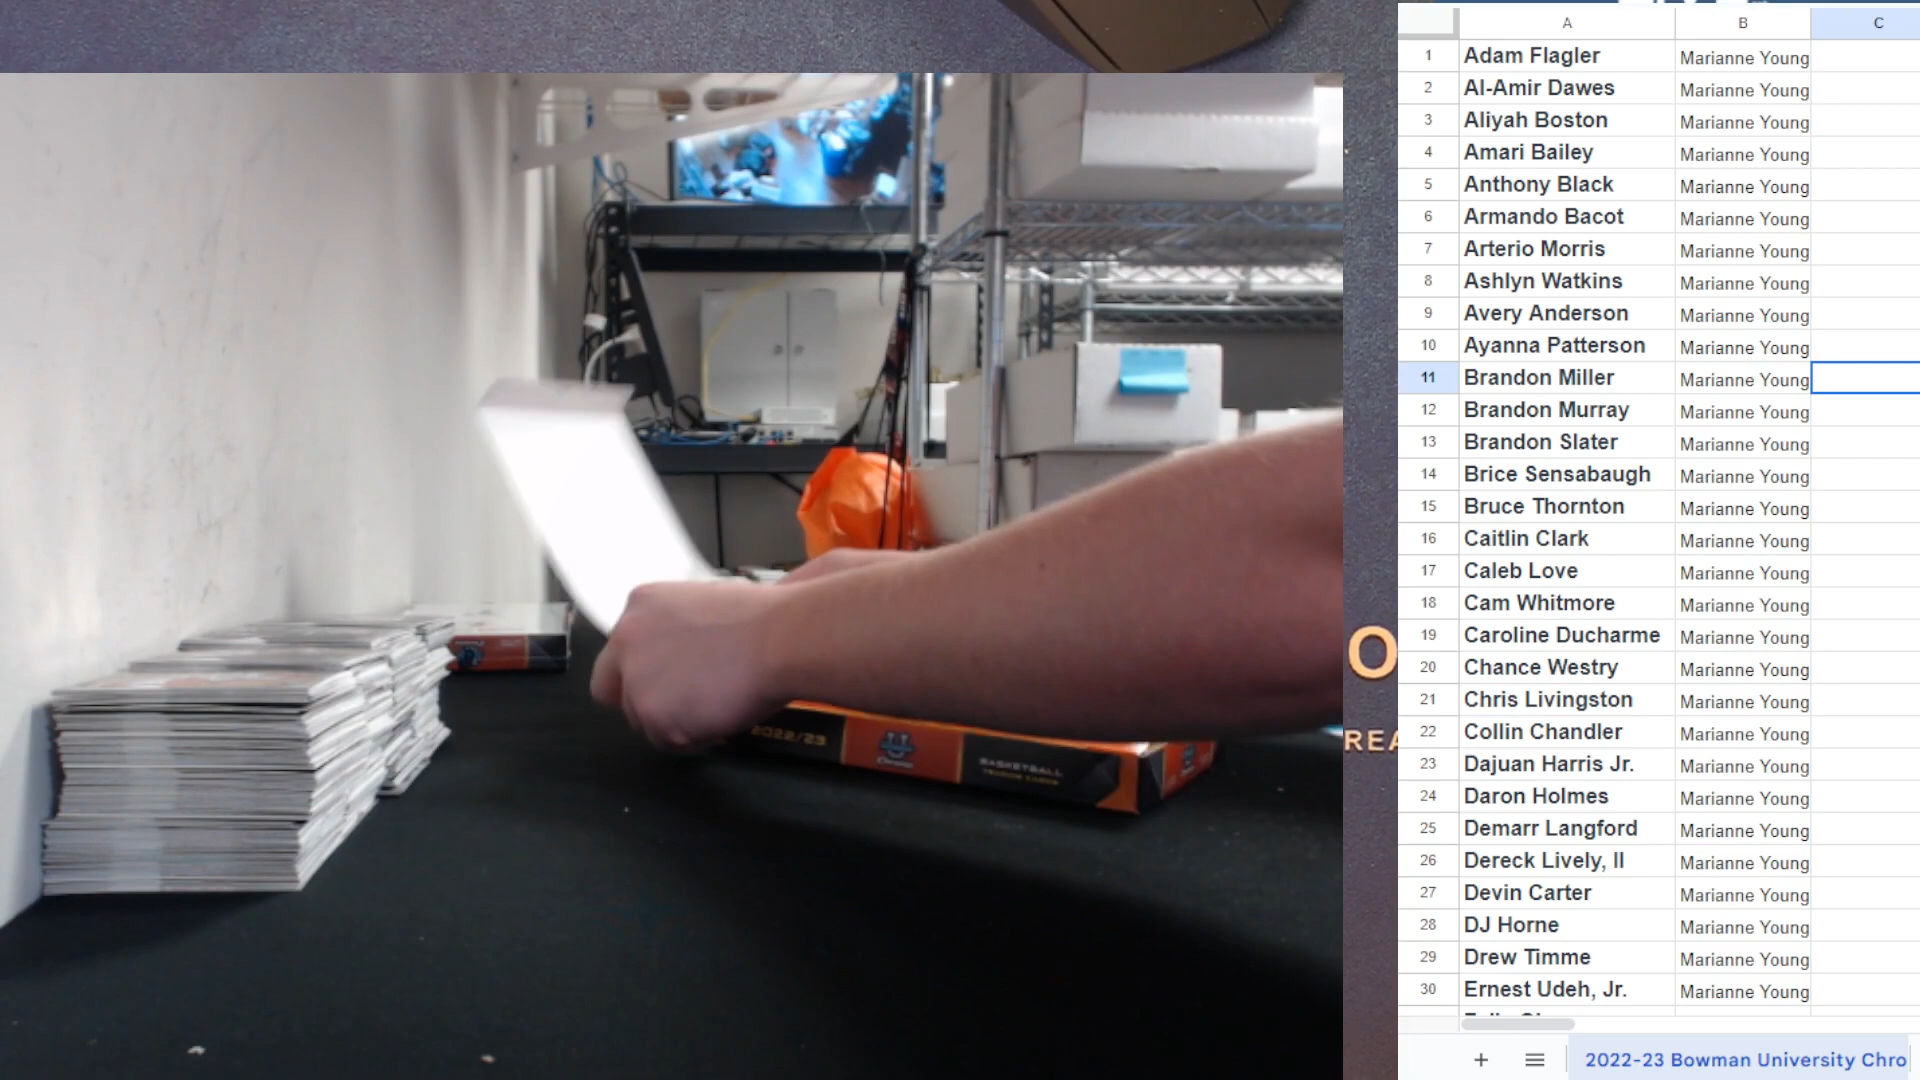 A B C
1 Adam Flagler Marianne Young
2 Al-Amir Dawes Marianne Young
3 Aliyah Boston Marianne Young
4 Amari Bailey Marianne Young
5 Anthony Black Marianne Young
6 Armando Bacot Marianne Young
7 Arterio Morris Marianne Young
8 Ashlyn Watkins Marianne Young
9 Avery Anderson Marianne Young
10 Ayanna Patterson Marianne Young
11 Brandon Miller Marianne Young
12 Brandon Murray Marianne Young
13 Brandon Slater Marianne Young
14 Brice Sensabaugh Marianne Young
15 Bruce Thornton Marianne Young
16 Caitlin Clark Marianne Young
17 Caleb Love Marianne Young
18 Cam Whitmore Marianne Young
19 Caroline Ducharme Marianne Young
20 Chance Westry Marianne Young
21 Chris Livingston Marianne Young
22 Collin Chandler Marianne Young
23 Dajuan Harris Jr. Marianne Young
24 Daron Holmes Marianne Young
25 Demarr Langford Marianne Young
26 Dereck Lively, II Marianne Young
27 Devin Carter Marianne Young
28 DJ Horne Marianne Young
29 Drew Timme Marianne Young
30 Ernest Udeh, Jr. Marianne Young
2022-23 Bowman University Chro
O
REA
2022/23
U
Chrome
BASKETBALL
TRADING CARDS